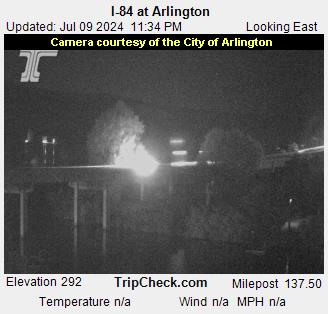 I-84 at Arlington
Updated: Jul 09 2024 11:34 PM Looking East
Camera courtesy of the City of Arlington
Elevation 292 TripCheck.com Milepost 137.50
Temperature n/a Wind n/a MPH n/a